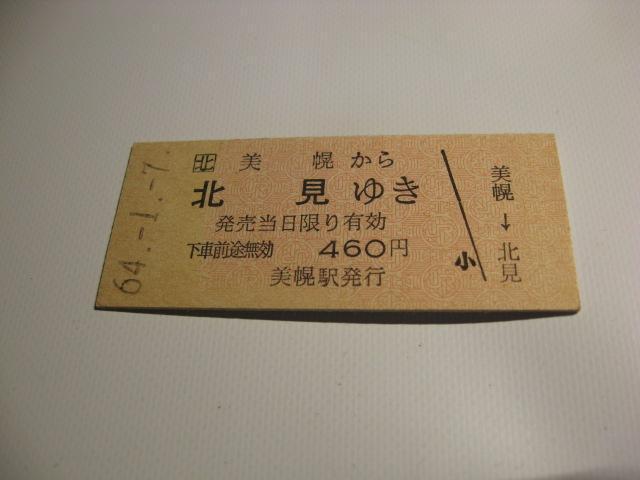 64.-1.-7.
北 美 幌 から
北 見 ゆき
発売当日限り有効
下車前途無効 460円
美幌駅発行
小
美幌→北見